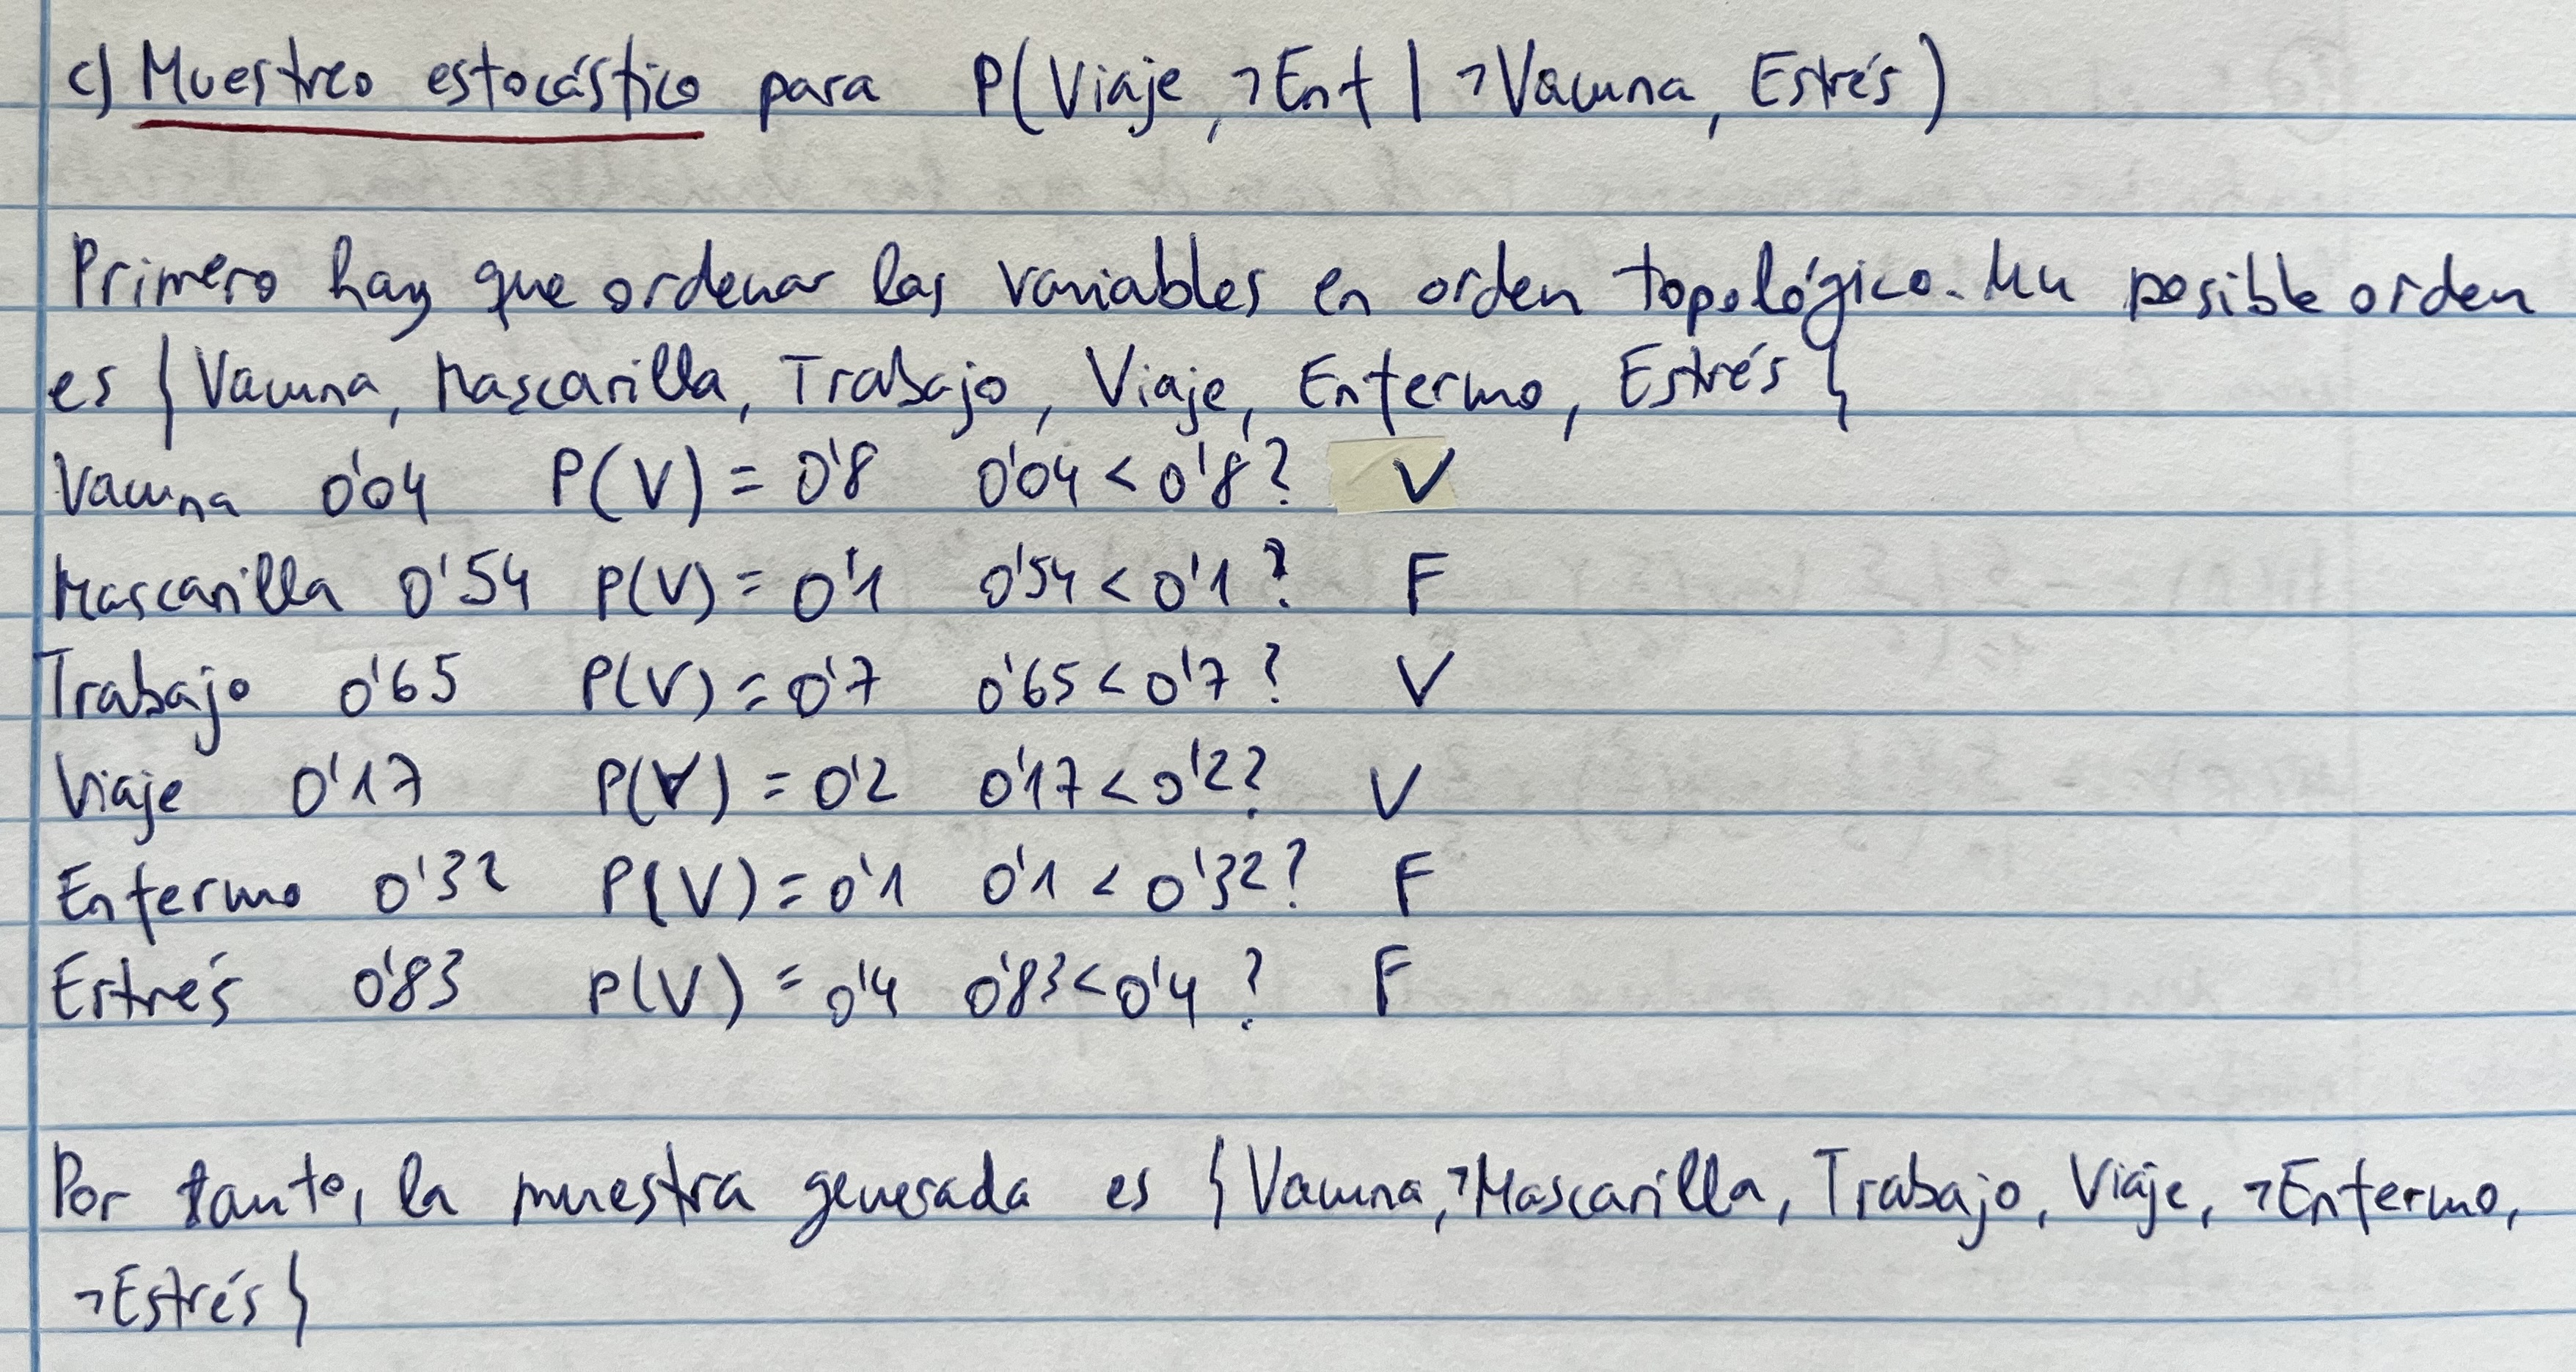 c) Muestreo estocástico para P(Viaje, ¬Enf | ¬Vacuna, Estrés)
Primero hay que ordenar las variables en orden topológico. Un posible orden
es { Vacuna, Mascarilla, Trabajo, Viaje, Enfermo, Estrés }
Vacuna 0'04 P(V) = 0'8 0'04 < 0'8? V
Mascarilla 0'54 P(V) = 0'1 0'54 < 0'1? F
Trabajo 0'65 P(V) = 0'7 0'65 < 0'7? V
Viaje 0'17 P(V) = 0'2 0'17 < 0'2? V
Enfermo 0'32 P(V) = 0'1 0'1 < 0'32? F
Estrés 0'83 P(V) = 0'4 0'83 < 0'4? F
Por tanto, la muestra generada es { Vacuna, ¬Mascarilla, Trabajo, Viaje, ¬Enfermo,
¬Estrés }